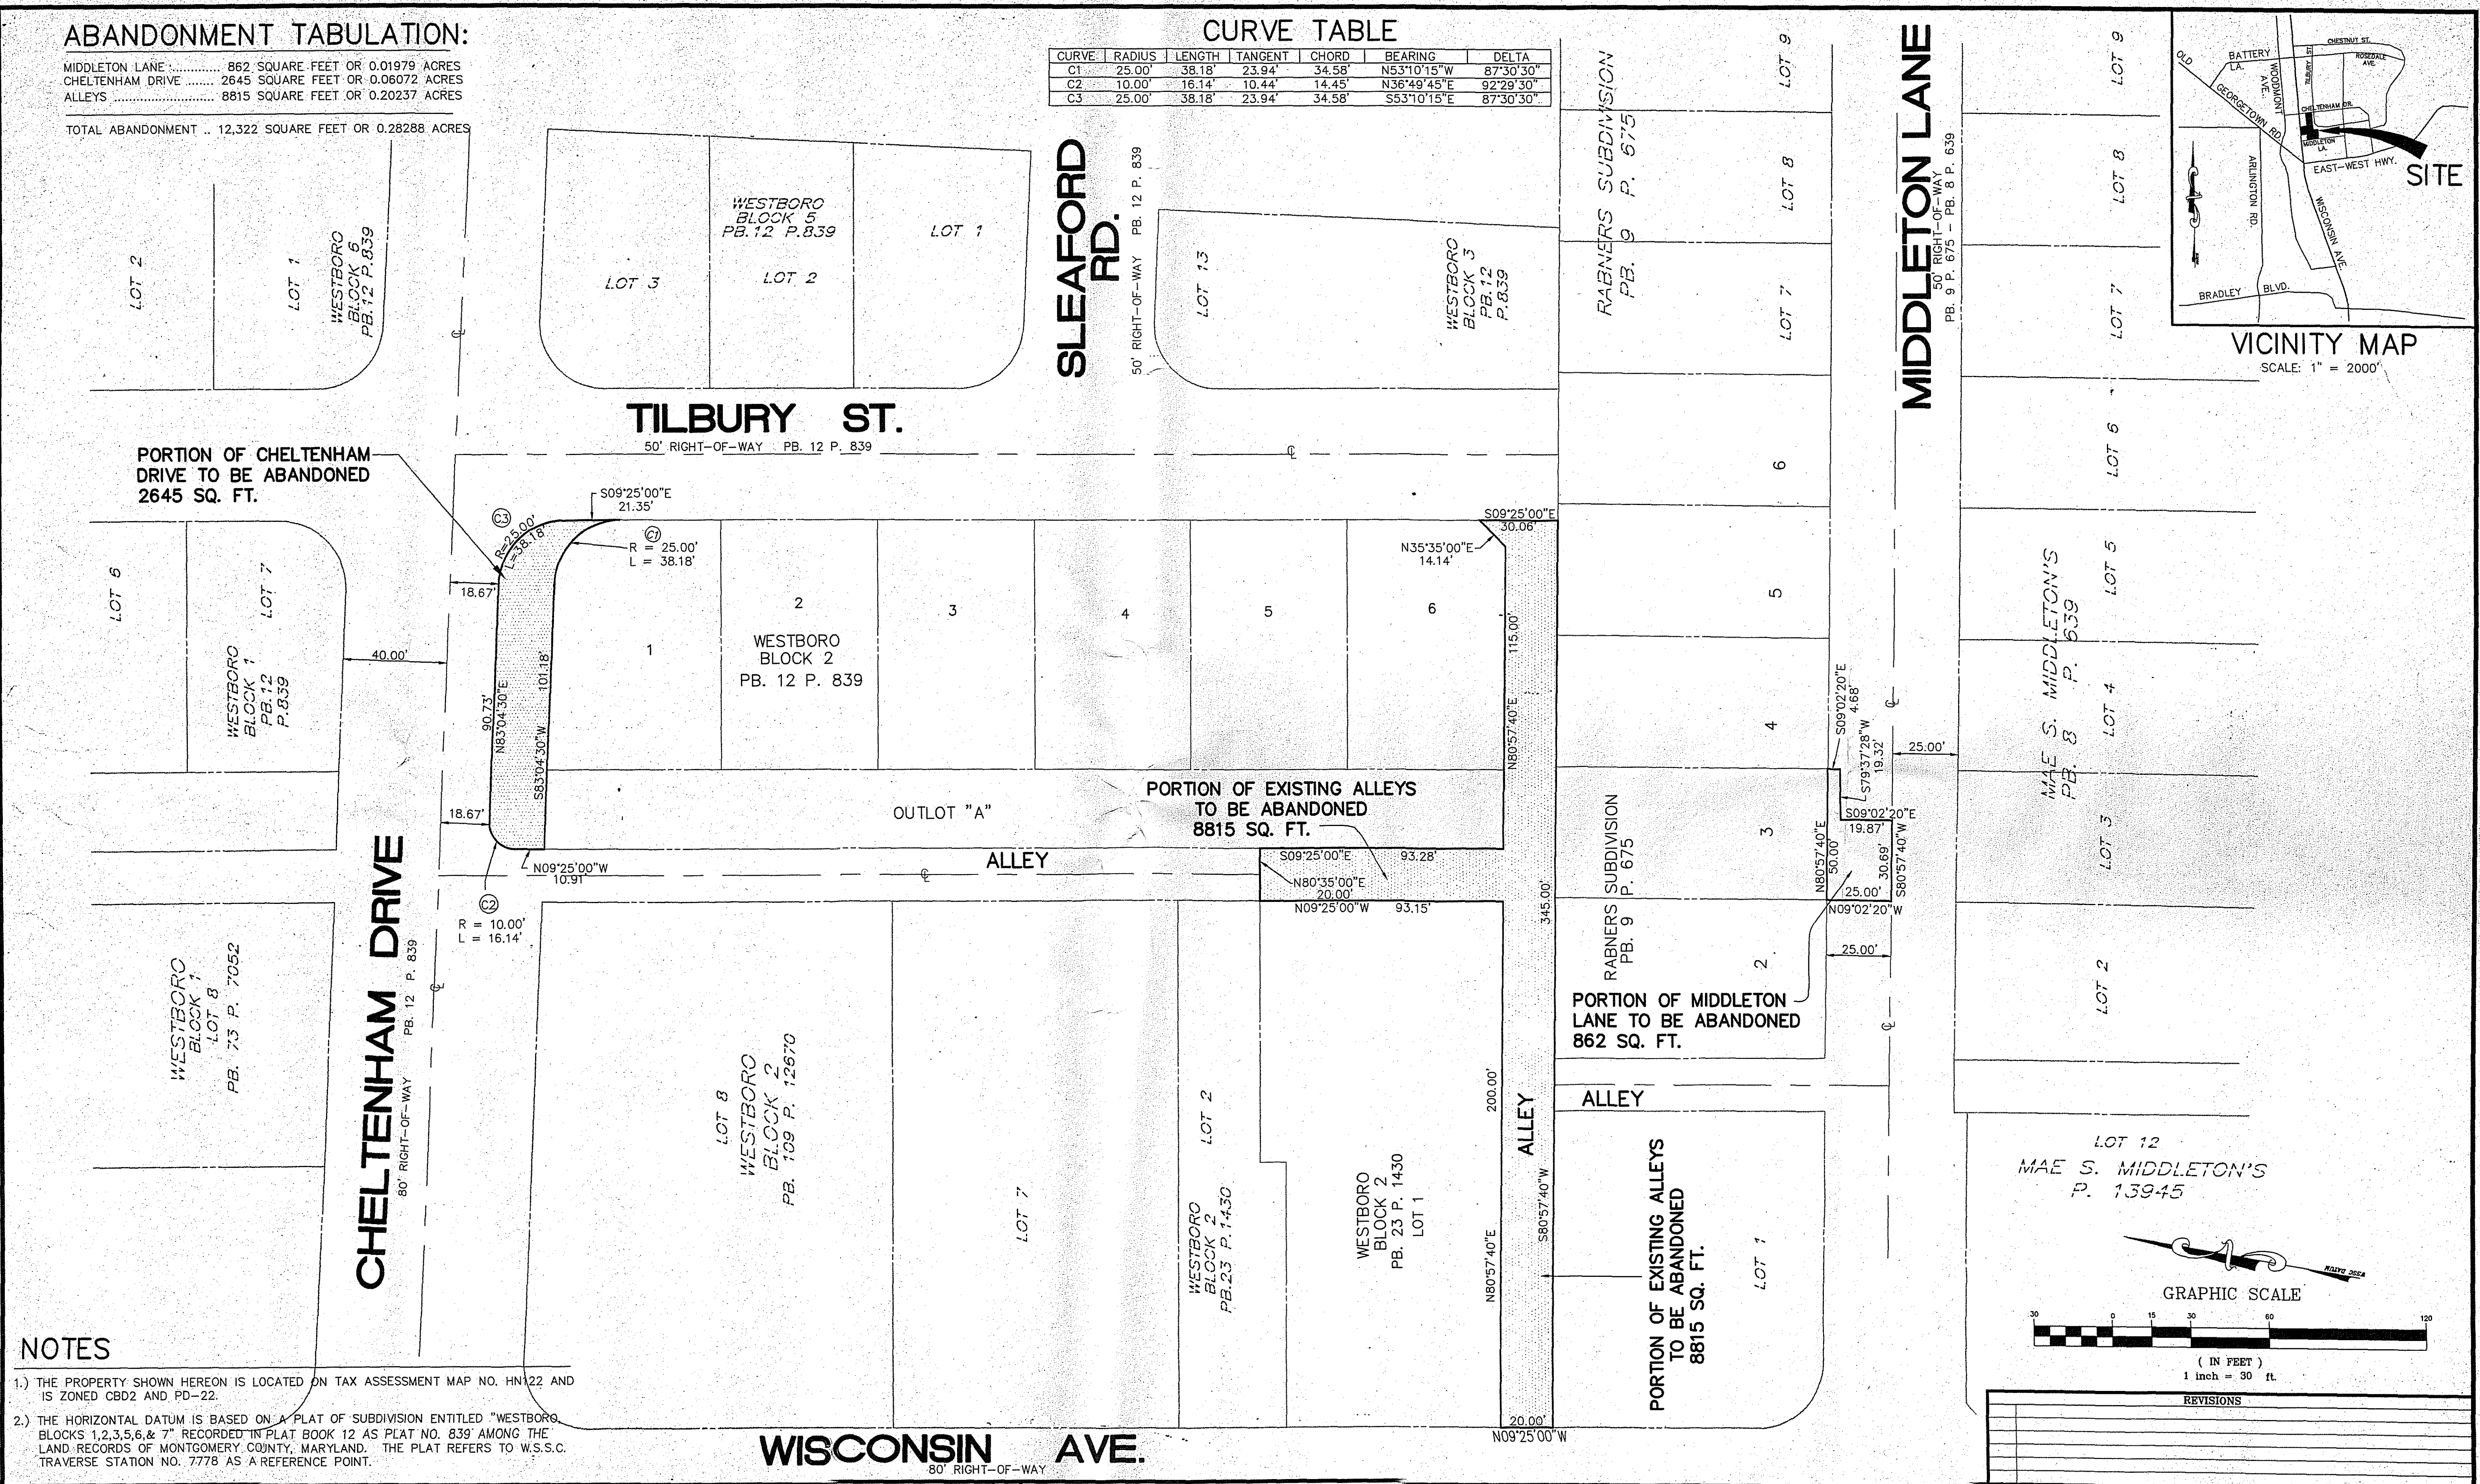 ABANDONMENT TABULATION:
MIDDLETON LANE ............ 862 SQUARE FEET OR 0.01979 ACRES
CHELTENHAM DRIVE ....... 2645 SQUARE FEET OR 0.06072 ACRES
ALLEYS ......................... 8815 SQUARE FEET OR 0.20237 ACRES
TOTAL ABANDONMENT .. 12,322 SQUARE FEET OR 0.28288 ACRES
CURVE TABLE
CURVE RADIUS LENGTH TANGENT CHORD BEARING DELTA
C1 25.00' 38.18' 23.94' 34.58' N53°10'15"W 87°30'30"
C2 10.00' 16.14' 10.44' 14.45' N36°49'45"E 92°29'30"
C3 25.00' 38.18' 23.94' 34.58' S53°10'15"E 87°30'30"
OLD
GEORGETOWN RD.
BATTERY
LA.
WOODMONT
AVE.
TILBURY ST
CHESTNUT ST.
ROSEDALE
AVE.
CHELTENHAM DR.
MIDDLETON
LA.
EAST-WEST HWY.
SITE
ARLINGTON RD.
WISCONSIN AVE.
BRADLEY BLVD.
VICINITY MAP
SCALE: 1" = 2000'
LOT 2
LOT 1
WESTBORO
BLOCK 6
PB.12 P.839
WESTBORO
BLOCK 5
PB.12 P.839
LOT 3
LOT 2
LOT 1
SLEAFORD
RD.
50' RIGHT-OF-WAY PB. 12 P. 839
LOT 13
WESTBORO
BLOCK 3
PB.12
P.839
RABNERS SUBDIVISION
PB. 9 P. 675
LOT 9
LOT 8
LOT 7
6
5
4
3
2
MIDDLETON LANE
50' RIGHT-OF-WAY
PB. 9 P. 675 - PB. 8 P. 639
LOT 9
LOT 8
LOT 7
LOT 6
LOT 5
LOT 4
LOT 3
LOT 2
MAE S. MIDDLETON'S
PB. 8 P. 639
TILBURY ST.
50' RIGHT-OF-WAY PB. 12 P. 839
PORTION OF CHELTENHAM
DRIVE TO BE ABANDONED
2645 SQ. FT.
S09°25'00"E
21.35'
C3
R=25.00'
L=38.18'
C1
R = 25.00'
L = 38.18'
18.67'
40.00'
90.73'
N83°04'30"E
101.18'
S83°04'30"W
18.67'
N09°25'00"W
10.91'
C2
R = 10.00'
L = 16.14'
LOT 6
LOT 7
WESTBORO
BLOCK 1
PB.12
P.839
1
2
3
4
5
6
WESTBORO
BLOCK 2
PB. 12 P. 839
S09°25'00"E
30.06'
N35°35'00"E
14.14'
115.00'
N80°57'40"E
OUTLOT "A"
PORTION OF EXISTING ALLEYS
TO BE ABANDONED
8815 SQ. FT.
ALLEY
S09°25'00"E 93.28'
N80°35'00"E
20.00'
N09°25'00"W 93.15'
345.00'
200.00'
ALLEY
N80°57'40"E
S80°57'40"W
20.00'
N09°25'00"W
RABNERS SUBDIVISION
PB. 9 P. 675
S09°02'20"E
4.68'
S79°37'28"W
19.32'
25.00'
S09°02'20"E
19.87'
N80°57'40"E
50.00'
30.69'
S80°57'40"W
25.00'
N09°02'20"W
25.00'
PORTION OF MIDDLETON
LANE TO BE ABANDONED
862 SQ. FT.
ALLEY
PORTION OF EXISTING ALLEYS
TO BE ABANDONED
8815 SQ. FT.
LOT 1
CHELTENHAM DRIVE
80' RIGHT-OF-WAY PB. 12 P. 839
WESTBORO
BLOCK 1
LOT 8
PB. 73 P. 7052
LOT 8
WESTBORO
BLOCK 2
PB. 109 P. 12670
LOT 7
LOT 2
WESTBORO
BLOCK 2
PB.23 P.1430
WESTBORO
BLOCK 2
PB. 23 P. 1430
LOT 1
LOT 12
MAE S. MIDDLETON'S
P. 13945
WSSC DATUM
GRAPHIC SCALE
30 0 15 30 60 120
( IN FEET )
1 inch = 30 ft.
REVISIONS
NOTES
1.) THE PROPERTY SHOWN HEREON IS LOCATED ON TAX ASSESSMENT MAP NO. HN122 AND
IS ZONED CBD2 AND PD-22.
2.) THE HORIZONTAL DATUM IS BASED ON A PLAT OF SUBDIVISION ENTITLED "WESTBORO,
BLOCKS 1,2,3,5,6,& 7" RECORDED IN PLAT BOOK 12 AS PLAT NO. 839 AMONG THE
LAND RECORDS OF MONTGOMERY COUNTY, MARYLAND. THE PLAT REFERS TO W.S.S.C.
TRAVERSE STATION NO. 7778 AS A REFERENCE POINT.
WISCONSIN AVE.
80' RIGHT-OF-WAY